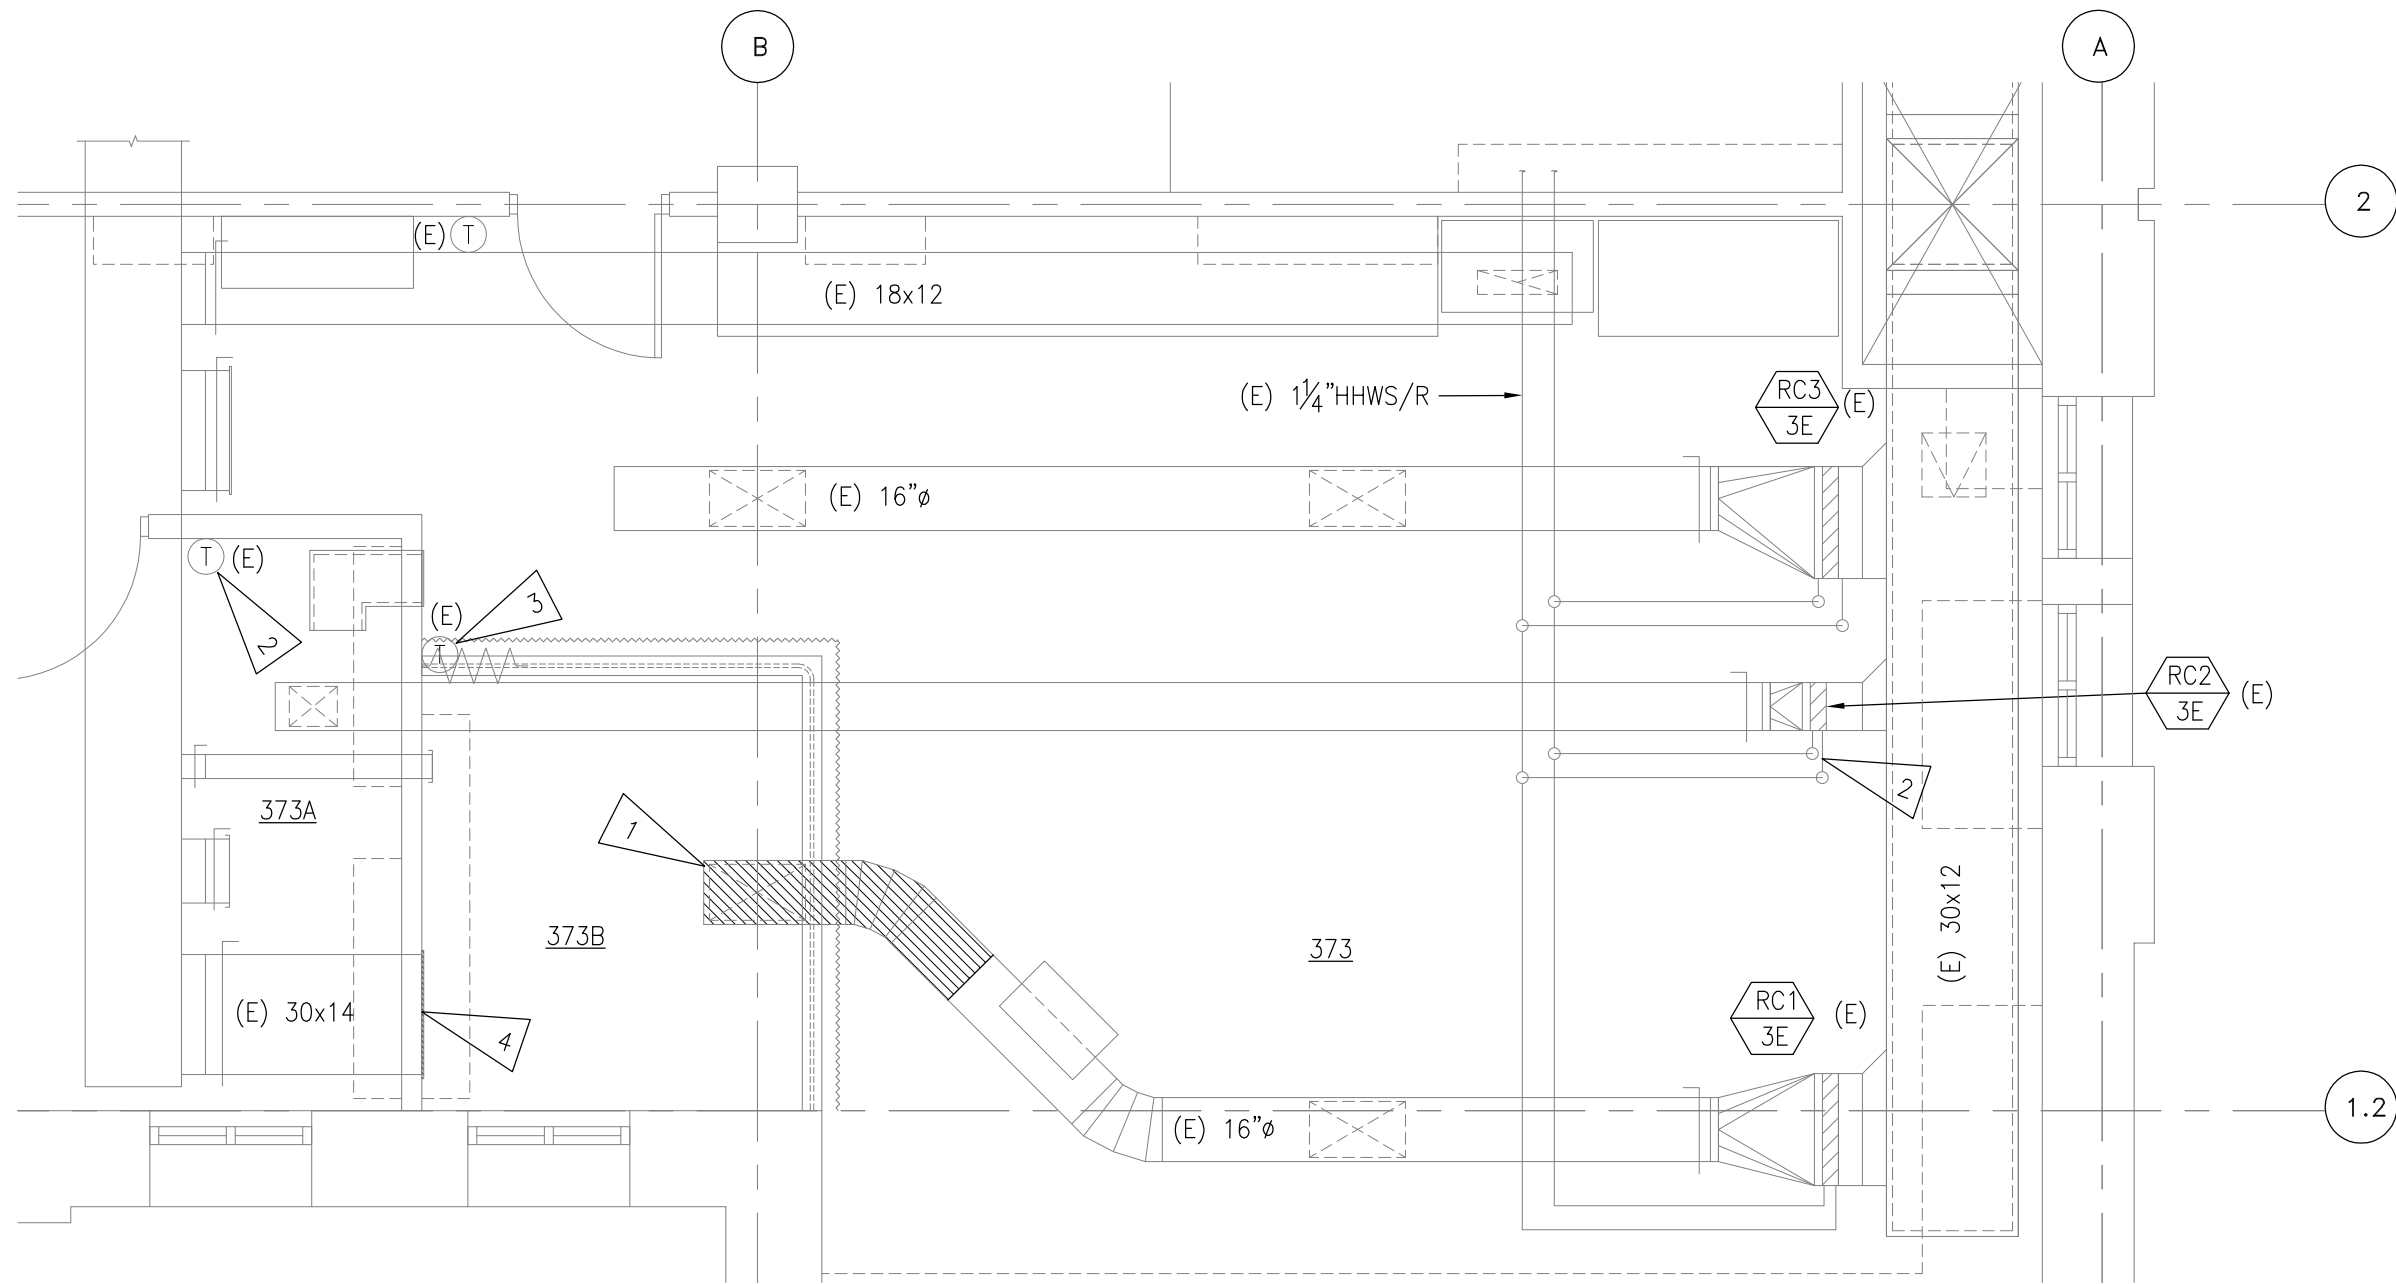 B
A
2
(E) T
(E) 18x12
(E) 1¼"HHWS/R
RC3
3E
(E)
(E) 16"ø
T (E)
2
(E)
T
3
RC2
3E
(E)
2
373A
1
373B
373
(E) 30x12
(E) 30x14
4
RC1
3E
(E)
(E) 16"ø
1.2